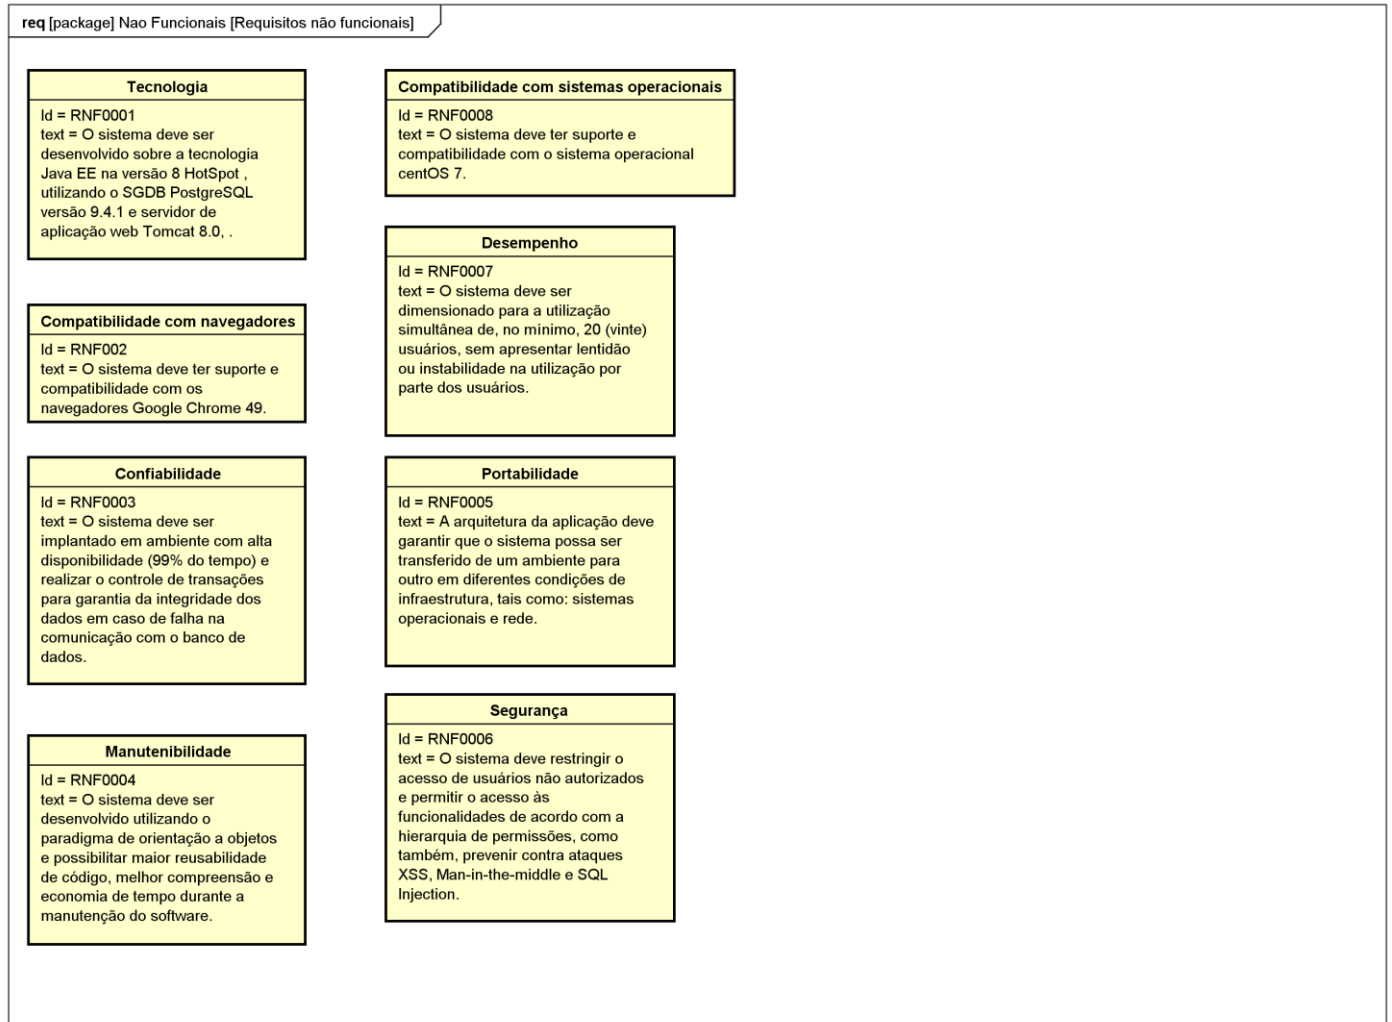 req [package] Nao Funcionais [Requisitos não funcionais]
Tecnologia
Id = RNF0001
text = O sistema deve ser
desenvolvido sobre a tecnologia
Java EE na versão 8 HotSpot ,
utilizando o SGDB PostgreSQL
versão 9.4.1 e servidor de
aplicação web Tomcat 8.0, .
Compatibilidade com navegadores
Id = RNF002
text = O sistema deve ter suporte e
compatibilidade com os
navegadores Google Chrome 49.
Confiabilidade
Id = RNF0003
text = O sistema deve ser
implantado em ambiente com alta
disponibilidade (99% do tempo) e
realizar o controle de transações
para garantia da integridade dos
dados em caso de falha na
comunicação com o banco de
dados.
Manutenibilidade
Id = RNF0004
text = O sistema deve ser
desenvolvido utilizando o
paradigma de orientação a objetos
e possibilitar maior reusabilidade
de código, melhor compreensão e
economia de tempo durante a
manutenção do software.
Compatibilidade com sistemas operacionais
Id = RNF0008
text = O sistema deve ter suporte e
compatibilidade com o sistema operacional
centOS 7.
Desempenho
Id = RNF0007
text = O sistema deve ser
dimensionado para a utilização
simultânea de, no mínimo, 20 (vinte)
usuários, sem apresentar lentidão
ou instabilidade na utilização por
parte dos usuários.
Portabilidade
Id = RNF0005
text = A arquitetura da aplicação deve
garantir que o sistema possa ser
transferido de um ambiente para
outro em diferentes condições de
infraestrutura, tais como: sistemas
operacionais e rede.
Segurança
Id = RNF0006
text = O sistema deve restringir o
acesso de usuários não autorizados
e permitir o acesso às
funcionalidades de acordo com a
hierarquia de permissões, como
também, prevenir contra ataques
XSS, Man-in-the-middle e SQL
Injection.